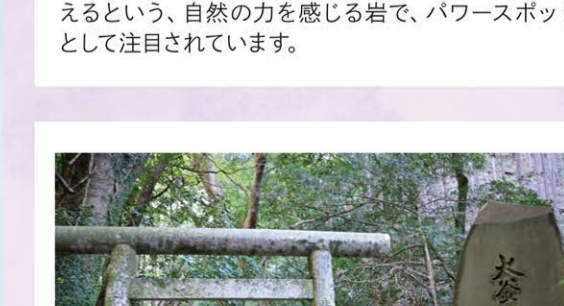 えるという、自然の力を感じる岩で、パワースポッ
として注目されています。